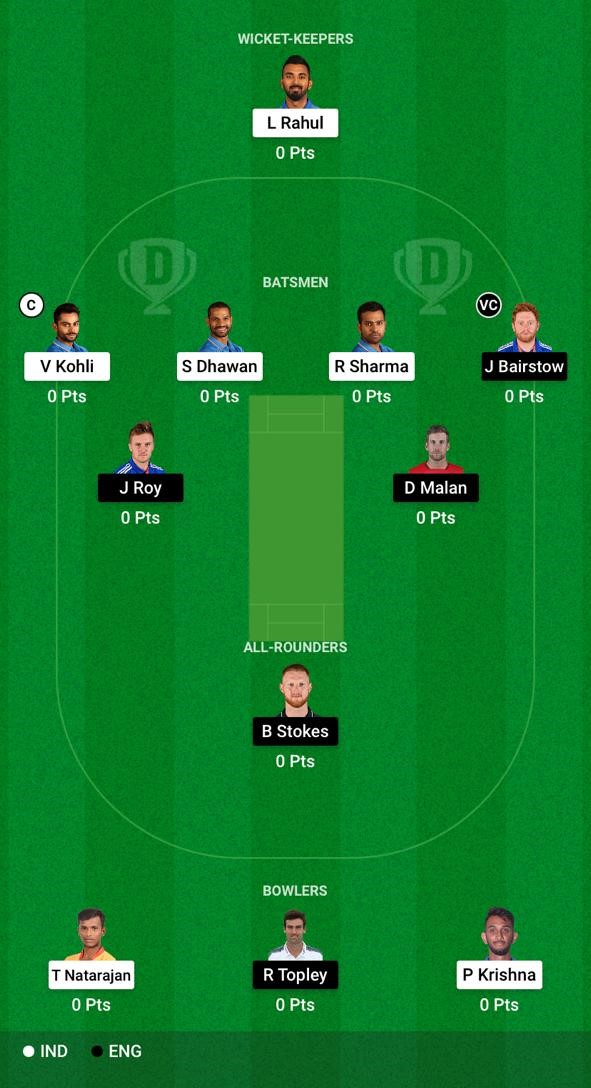 WICKET-KEEPERS
L Rahul
0 Pts
BATSMEN
C
VC
V Kohli
S Dhawan
R Sharma
J Bairstow
0 Pts
0 Pts
0 Pts
0 Pts
J Roy
D Malan
0 Pts
0 Pts
ALL-ROUNDERS
B Stokes
0 Pts
BOWLERS
T Natarajan
R Topley
P Krishna
0 Pts
0 Pts
0 Pts
IND
ENG
D
D